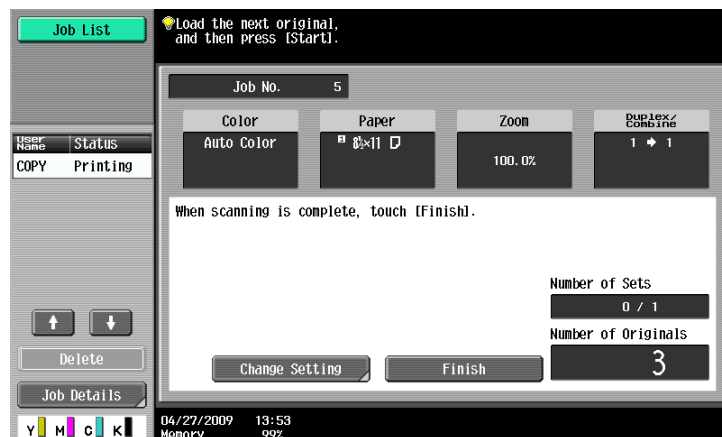 Job List
Load the next original,
and then press [Start].
Job No. 5
Color
Paper
Zoom
Duplex/
Combine
Auto Color
8½×11
100.0%
1 → 1
User
Name
Status
COPY Printing
When scanning is complete, touch [Finish].
Number of Sets
0 / 1
Number of Originals
3
Delete
Change Setting
Finish
Job Details
Y M C K
04/27/2009 13:53
Memory 99%